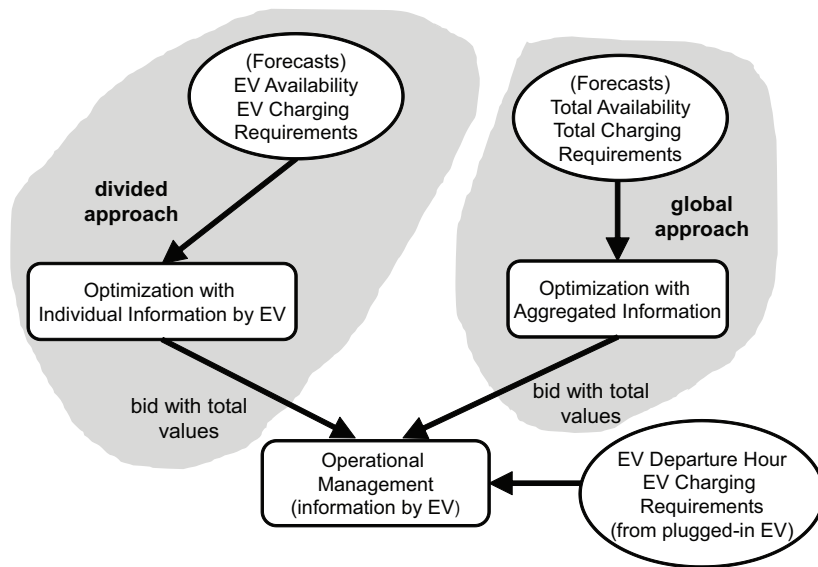 (Forecasts)
EV Availability
EV Charging
Requirements
divided
approach
Optimization with
Individual Information by EV
bid with total
values
(Forecasts)
Total Availability
Total Charging
Requirements
global
approach
Optimization with
Aggregated Information
bid with total
values
Operational
Management
(information by EV)
EV Departure Hour
EV Charging
Requirements
(from plugged-in EV)